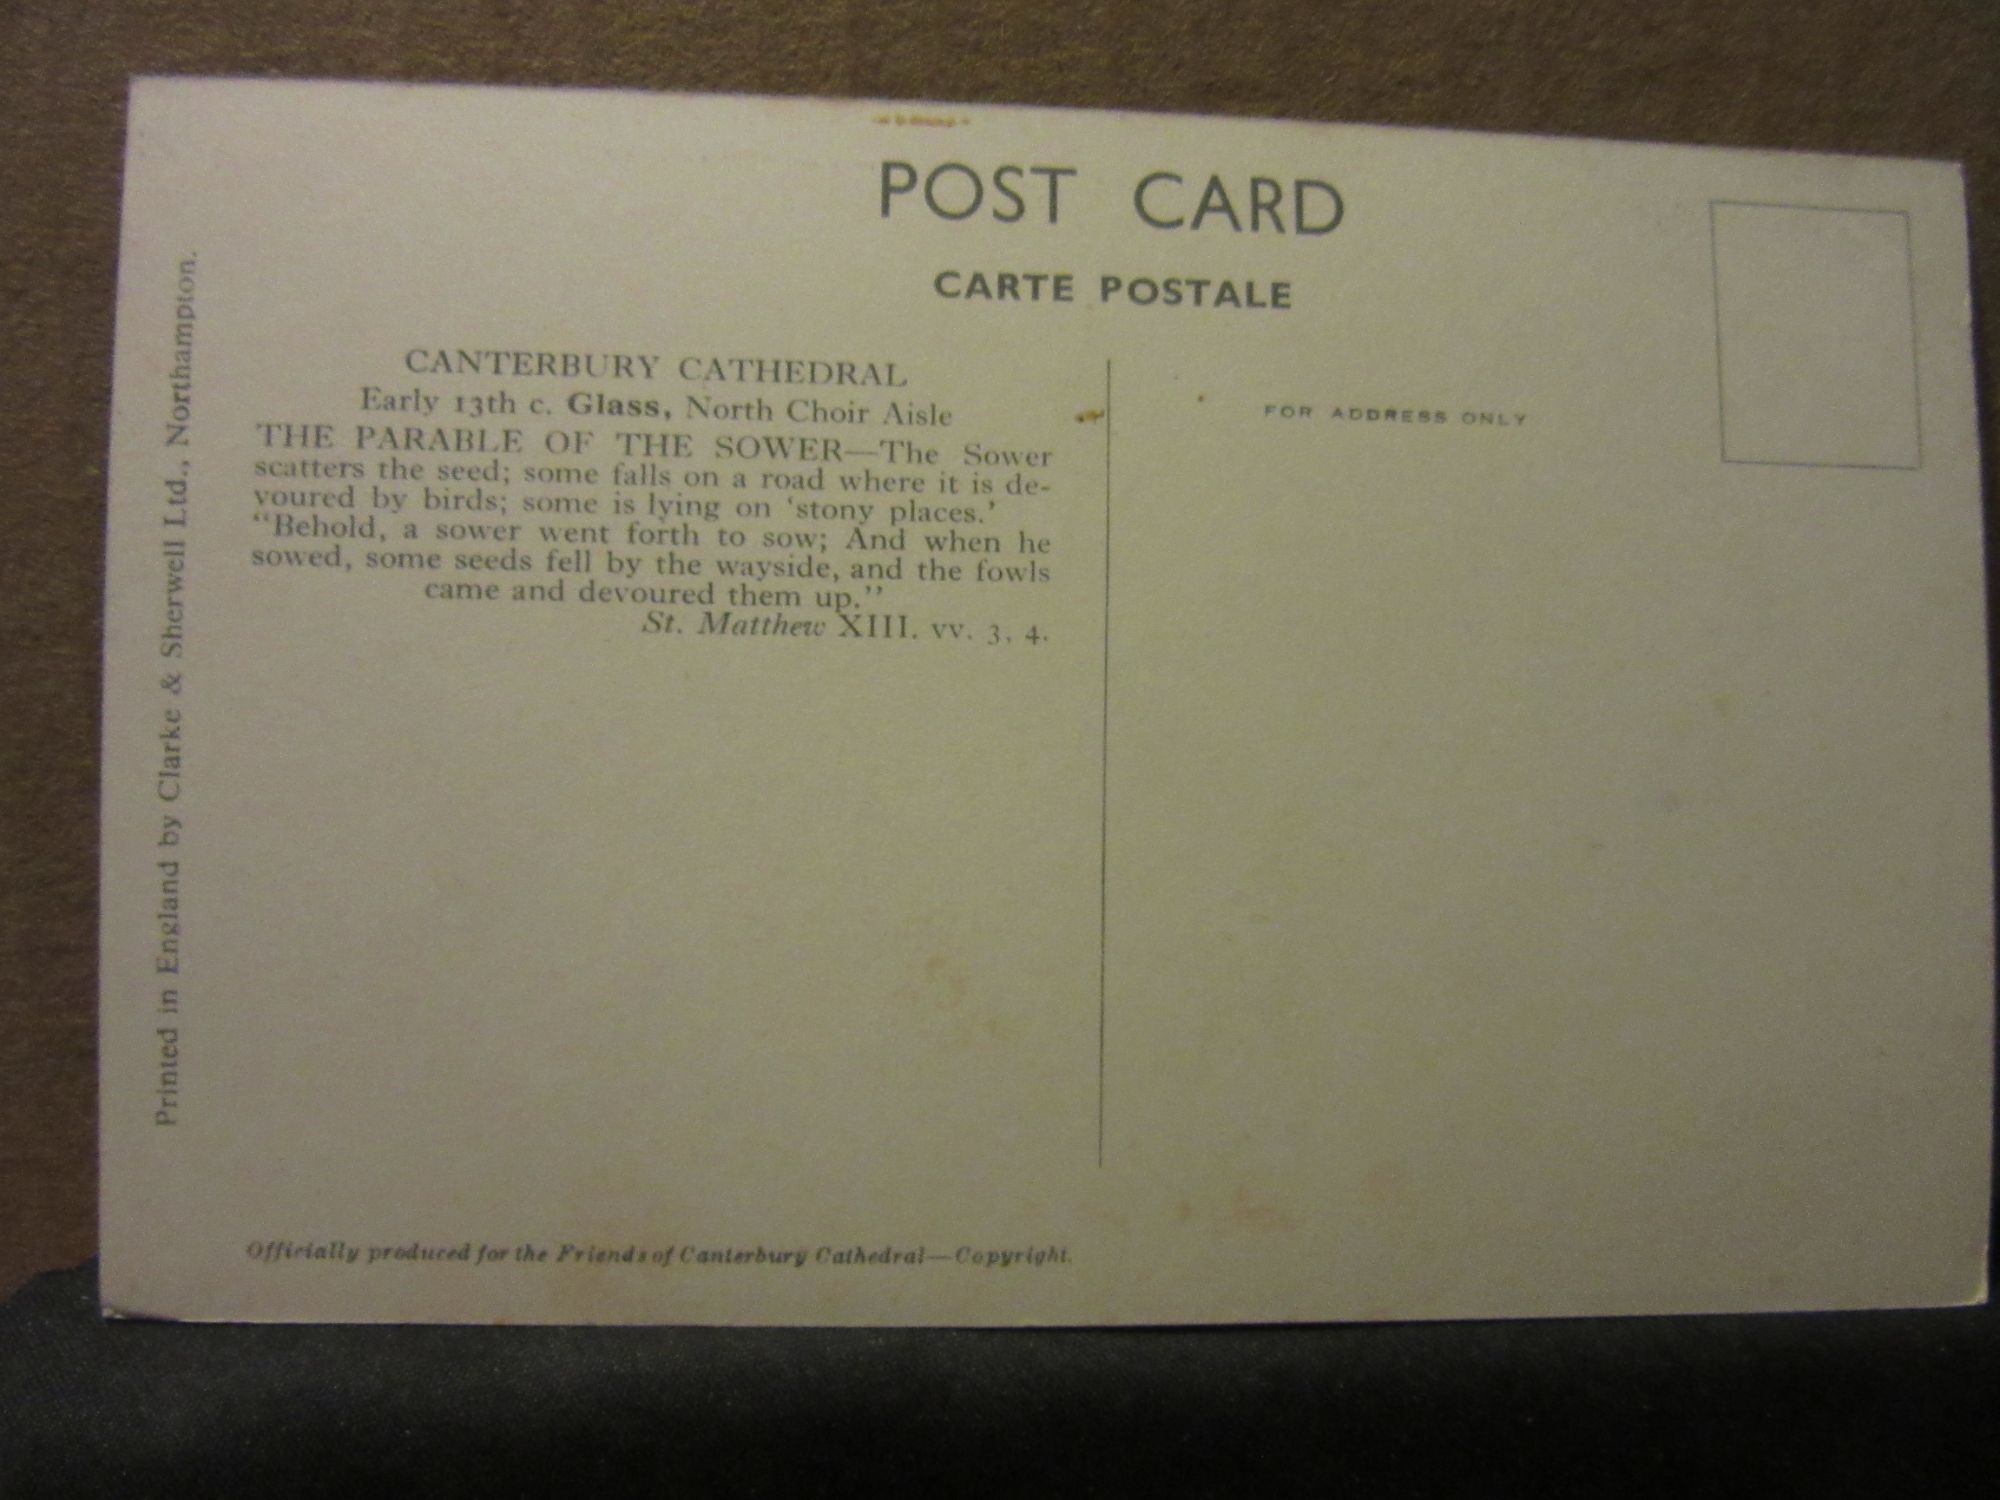 POST CARD
CARTE POSTALE
CANTERBURY CATHEDRAL
Early 13th c. Glass, North Choir Aisle
THE PARABLE OF THE SOWER—The Sower
scatters the seed; some falls on a road where it is de-
voured by birds; some is lying on 'stony places.'
"Behold, a sower went forth to sow; And when he
sowed, some seeds fell by the wayside, and the fowls
came and devoured them up."
St. Matthew XIII. vv. 3, 4.
FOR ADDRESS ONLY
Printed in England by Clarke & Sherwell Ltd., Northampton.
Officially produced for the Friends of Canterbury Cathedral—Copyright.